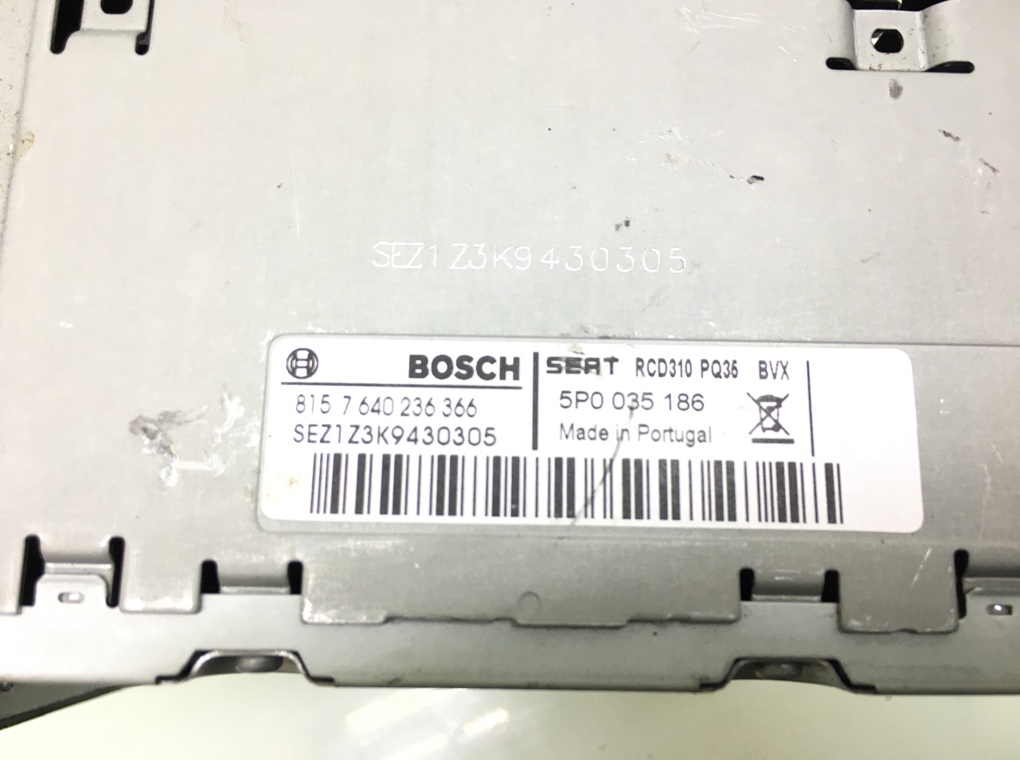 SEZ1Z3K9430305
BOSCH
815 7 640 236 366
SEZ1Z3K9430305
SEAT RCD310 PQ35 BVX
5P0 035 186
Made in Portugal